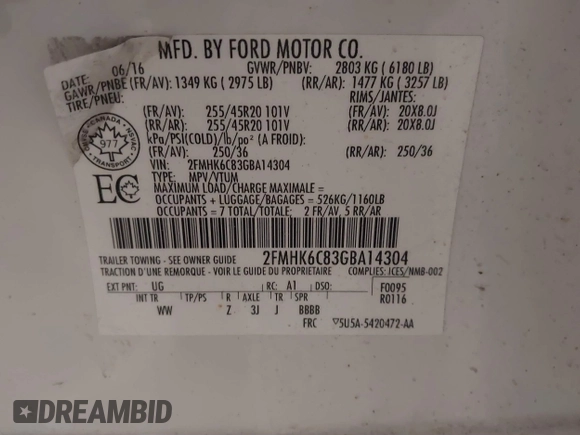 MFD. BY FORD MOTOR CO.
DATE: 06/16 GVWR/PNBV: 2803 KG ( 6180 LB)
GAWR/PNBE (FR/AV): 1349 KG ( 2975 LB) (RR/AR): 1477 KG ( 3257 LB)
TIRE/PNEU: RIMS/JANTES:
(FR/AV): 255/45R20 101V (FR/AV): 20X8.0J
(RR/AR): 255/45R20 101V (RR/AR): 20X8.0J
kPa/PSI(COLD)/lb/po² (A FROID):
(FR/AV): 250/36 (RR/AR): 250/36
VIN: 2FMHK6C83GBA14304
TYPE: MPV/VTUM
MAXIMUM LOAD/CHARGE MAXIMALE =
OCCUPANTS + LUGGAGE/BAGAGES = 526KG/1160LB
OCCUPANTS = 7 TOTAL/TOTAL: 2 FR/AV, 5 RR/AR
CANADA
977
TRANSPORT
EC
2FMHK6C83GBA14304
TRAILER TOWING - SEE OWNER GUIDE
TRACTION D'UNE REMORQUE - VOIR LE GUIDE DU PROPRIETAIRE COMPLIES: ICES/NMB-002
EXT PNT: UG RC: A1 DSO: F0095
INT TR TP/PS R AXLE TR SPR R0116
WW Z 3J J BBBB
FRC 5U5A-5420472-AA
DREAMBID